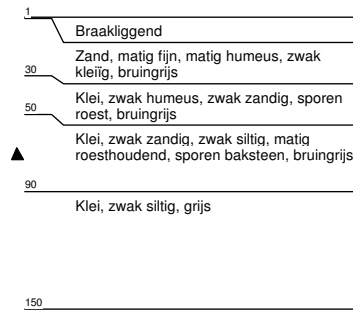 1
Braakliggend
Zand, matig fijn, matig humeus, zwak
kleiïg, bruingrijs
30
Klei, zwak humeus, zwak zandig, sporen
roest, bruingrijs
50
Klei, zwak zandig, zwak siltig, matig
roesthoudend, sporen baksteen, bruingrijs
90
Klei, zwak siltig, grijs
150